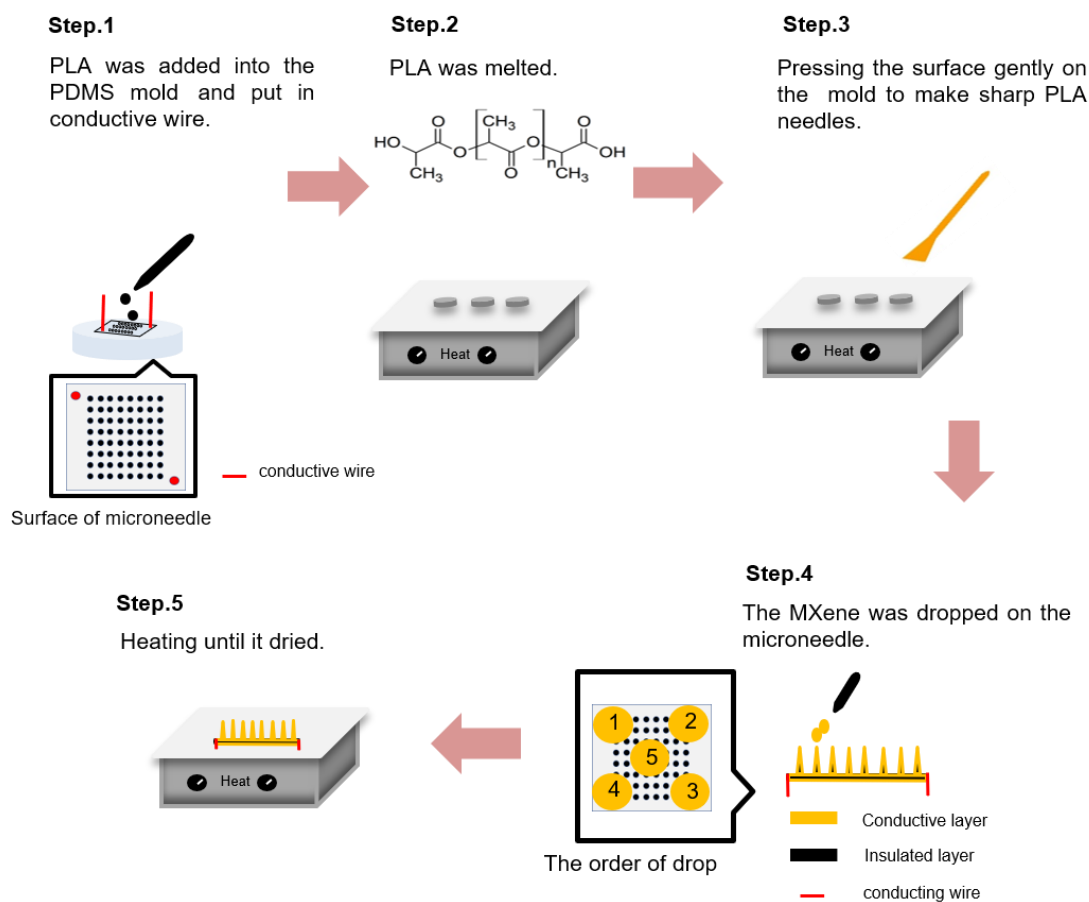 Step.1
PLA was added into the
PDMS mold and put in
conductive wire.
Step.2
PLA was melted.
CH₃
O
O
HO
O
O
OH
n
CH₃
O
CH₃
Step.3
Pressing the surface gently on
the mold to make sharp PLA
needles.
Heat
Heat
conductive wire
Surface of microneedle
Step.4
The MXene was dropped on the
microneedle.
1
2
5
4
3
The order of drop
Conductive layer
Insulated layer
conducting wire
Step.5
Heating until it dried.
Heat